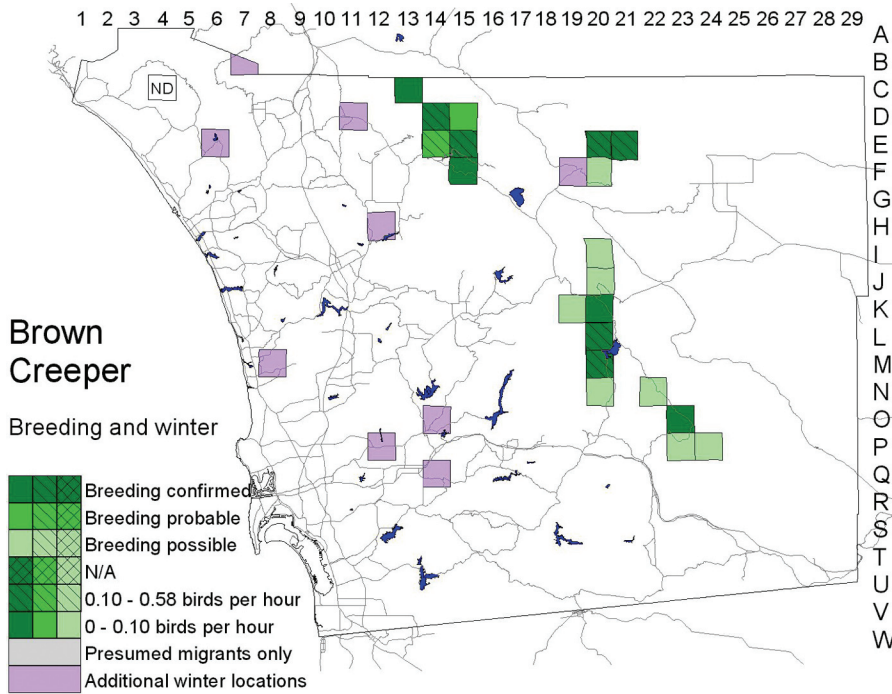 1 2 3 4 5 6 7 8 9 10 11 12 13 14 15 16 17 18 19 20 21 22 23 24 25 26 27 28 29
A
B
C
D
E
F
G
H
I
J
K
L
M
N
O
P
Q
R
S
T
U
V
W
ND
Brown
Creeper
Breeding and winter
Breeding confirmed
Breeding probable
Breeding possible
N/A
0.10 - 0.58 birds per hour
0 - 0.10 birds per hour
Presumed migrants only
Additional winter locations